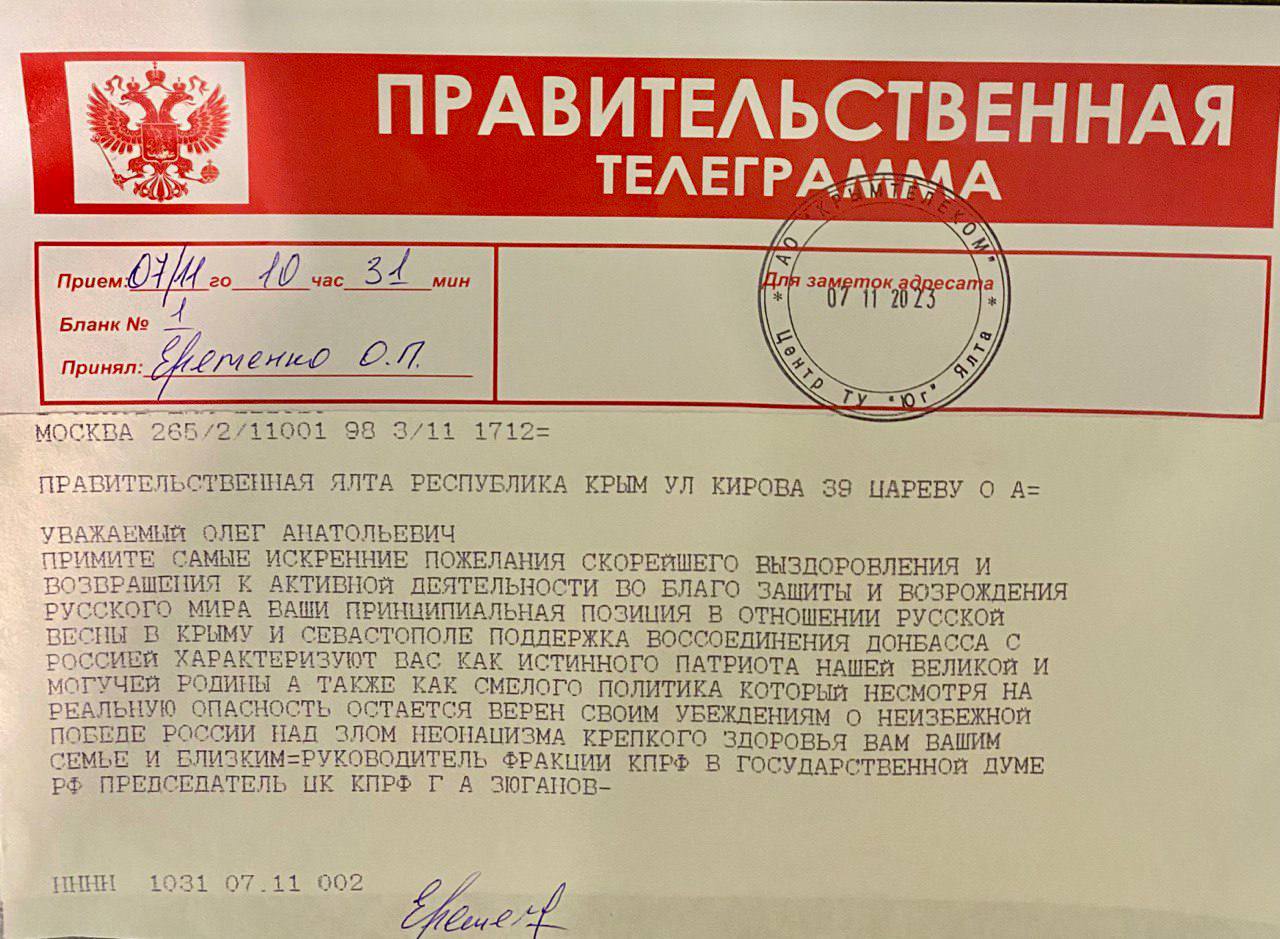 ПРАВИТЕЛЬСТВЕННАЯ
ТЕЛЕГРАММА
Прием: 07/11 го 10 час 31 мин
Бланк № 1
Принял: Еременко О.П.
Для заметок адресата
АО "КРЫМТЕЛЕКОМ"
07 11 2023
* Центр ТУ "Юг" Ялта *
МОСКВА 265/2/11001 98 3/11 1712=
ПРАВИТЕЛЬСТВЕННАЯ ЯЛТА РЕСПУБЛИКА КРЫМ УЛ КИРОВА 39 ЦАРЕВУ О А=
УВАЖАЕМЫЙ ОЛЕГ АНАТОЛЬЕВИЧ
ПРИМИТЕ САМЫЕ ИСКРЕННИЕ ПОЖЕЛАНИЯ СКОРЕЙШЕГО ВЫЗДОРОВЛЕНИЯ И
ВОЗВРАЩЕНИЯ К АКТИВНОЙ ДЕЯТЕЛЬНОСТИ ВО БЛАГО ЗАЩИТЫ И ВОЗРОЖДЕНИЯ
РУССКОГО МИРА ВАШИ ПРИНЦИПИАЛЬНАЯ ПОЗИЦИЯ В ОТНОШЕНИИ РУССКОЙ
ВЕСНЫ В КРЫМУ И СЕВАСТОПОЛЕ ПОДДЕРЖКА ВОССОЕДИНЕНИЯ ДОНБАССА С
РОССИЕЙ ХАРАКТЕРИЗУЮТ ВАС КАК ИСТИННОГО ПАТРИОТА НАШЕЙ ВЕЛИКОЙ И
МОГУЧЕЙ РОДИНЫ А ТАКЖЕ КАК СМЕЛОГО ПОЛИТИКА КОТОРЫЙ НЕСМОТРЯ НА
РЕАЛЬНУЮ ОПАСНОСТЬ ОСТАЕТСЯ ВЕРЕН СВОИМ УБЕЖДЕНИЯМ О НЕИЗБЕЖНОЙ
ПОБЕДЕ РОССИИ НАД ЗЛОМ НЕОНАЦИЗМА КРЕПКОГО ЗДОРОВЬЯ ВАМ ВАШИМ
СЕМЬЕ И БЛИЗКИМ=РУКОВОДИТЕЛЬ ФРАКЦИИ КПРФ В ГОСУДАРСТВЕННОЙ ДУМЕ
РФ ПРЕДСЕДАТЕЛЬ ЦК КПРФ Г А ЗЮГАНОВ-
НННН 1031 07.11 002